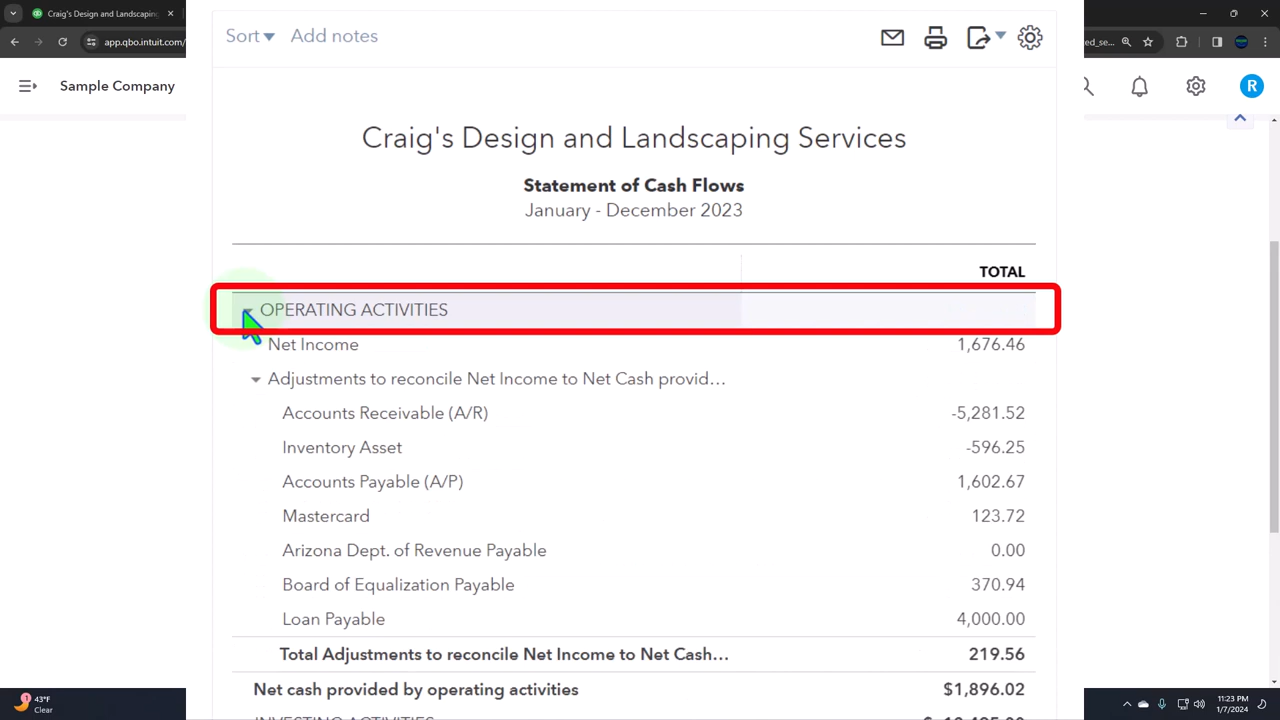 Craig's Design and Landscaping
app.qbo.intuit.com/
Sort Add notes
Sample Company
R
Craig's Design and Landscaping Services
Statement of Cash Flows
January - December 2023
TOTAL
OPERATING ACTIVITIES
Net Income 1,676.46
Adjustments to reconcile Net Income to Net Cash provid…
Accounts Receivable (A/R) -5,281.52
Inventory Asset -596.25
Accounts Payable (A/P) 1,602.67
Mastercard 123.72
Arizona Dept. of Revenue Payable 0.00
Board of Equalization Payable 370.94
Loan Payable 4,000.00
Total Adjustments to reconcile Net Income to Net Cash… 219.56
Net cash provided by operating activities $1,896.02
INVESTING ACTIVITIES
1
43°F
Clear
11:23 PM
1/7/2024